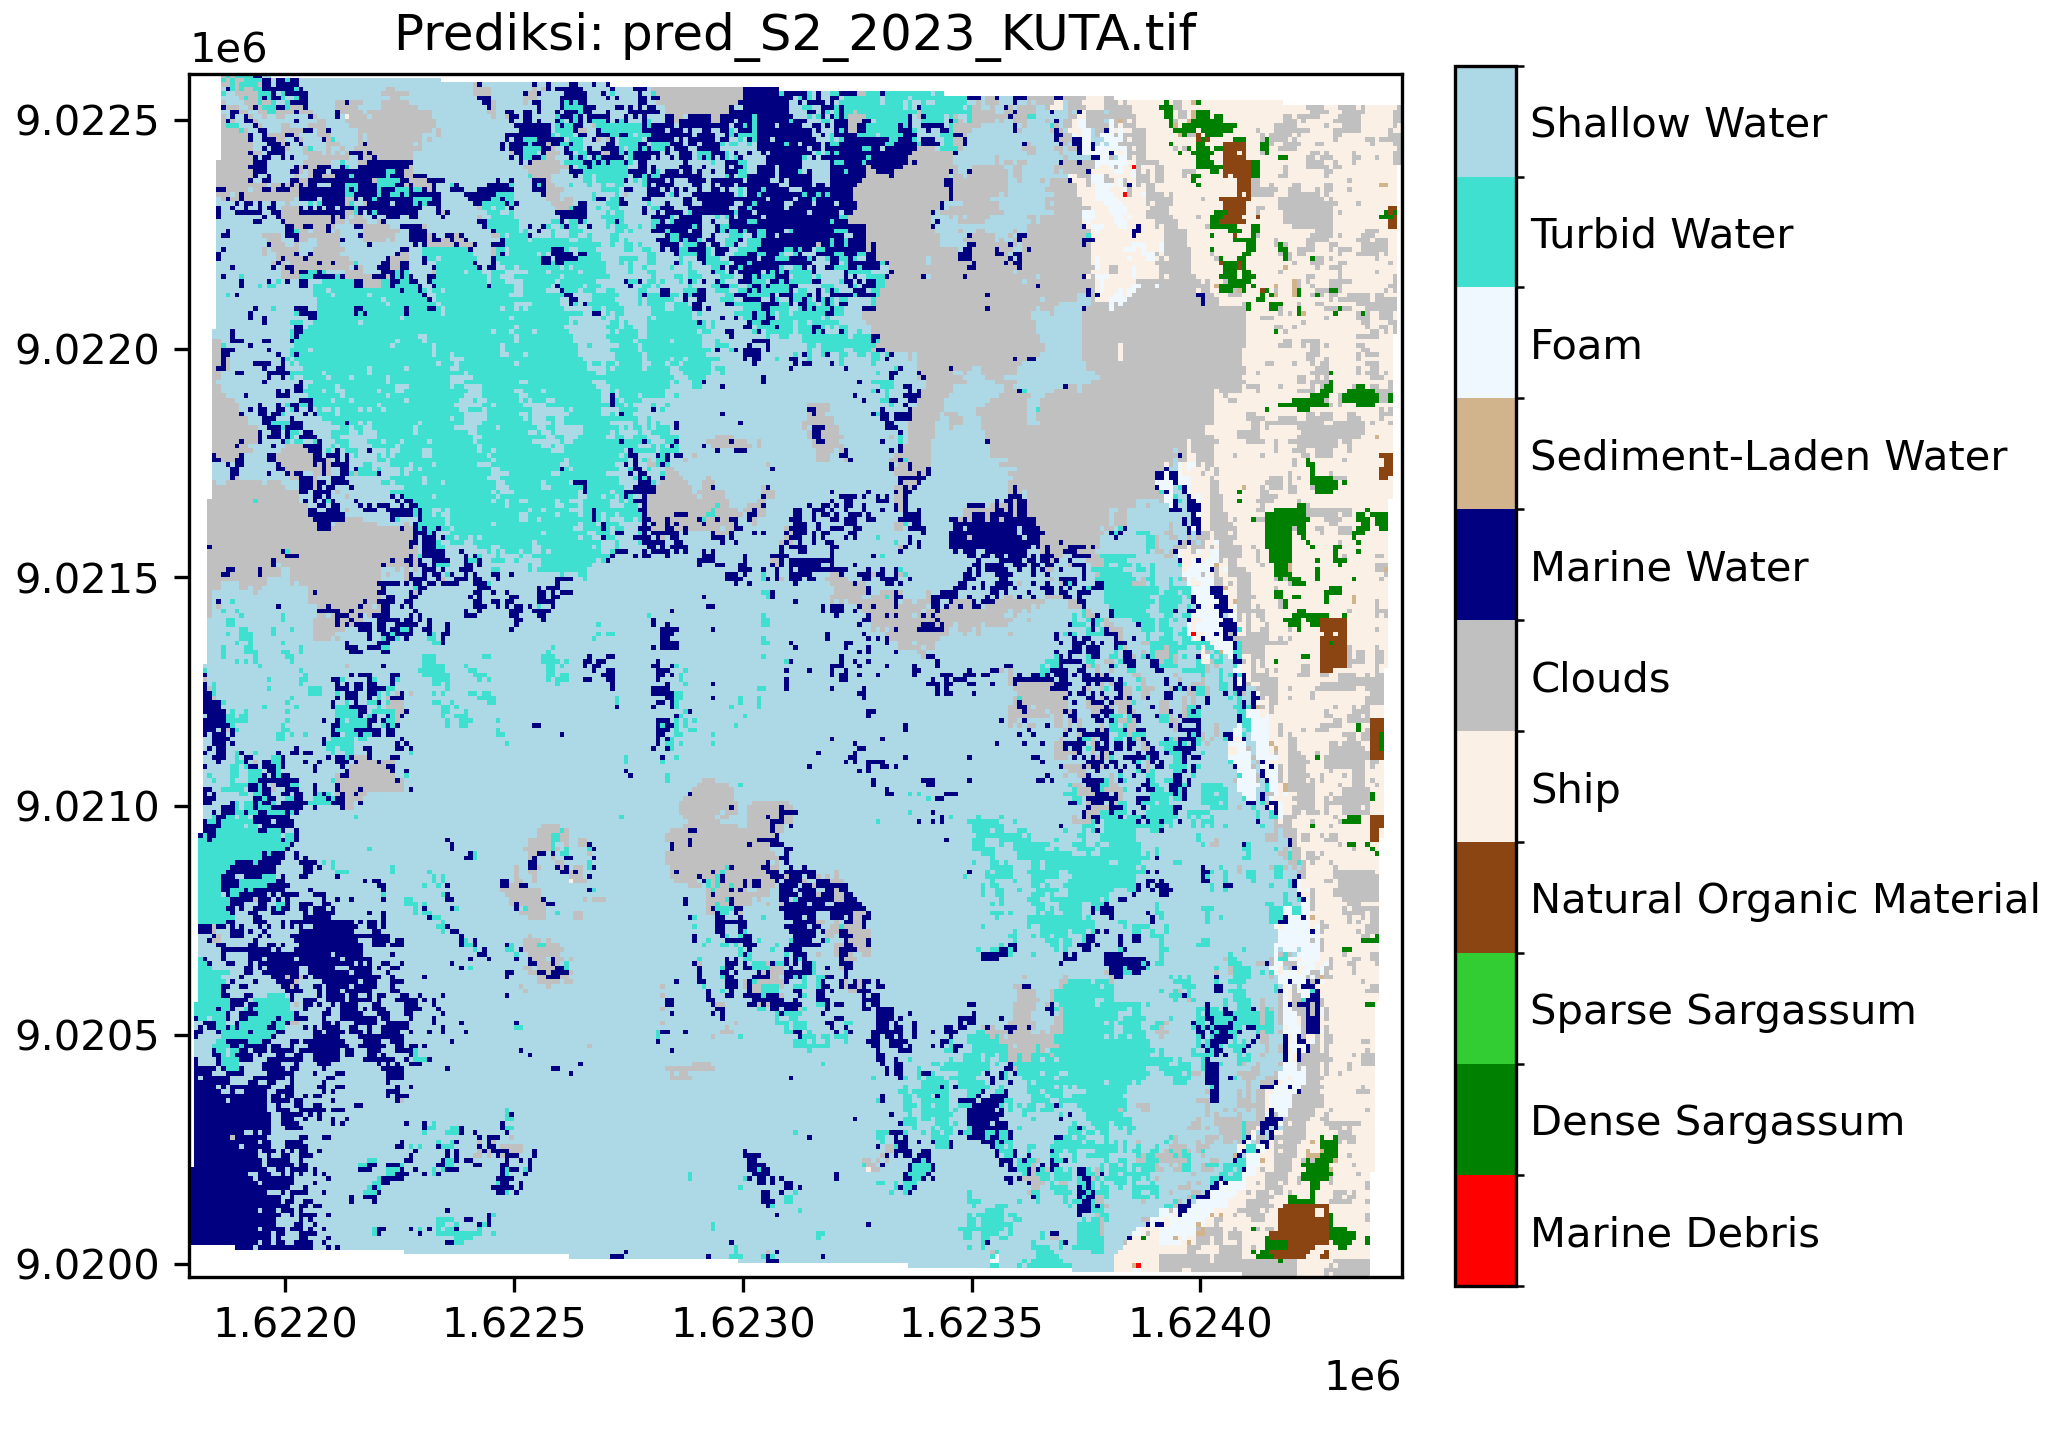 Prediksi: pred_S2_2023_KUTA.tif
1e6
9.0225
9.0220
9.0215
9.0210
9.0205
9.0200
1.6220 1.6225 1.6230 1.6235 1.6240
1e6
Shallow Water
Turbid Water
Foam
Sediment-Laden Water
Marine Water
Clouds
Ship
Natural Organic Material
Sparse Sargassum
Dense Sargassum
Marine Debris